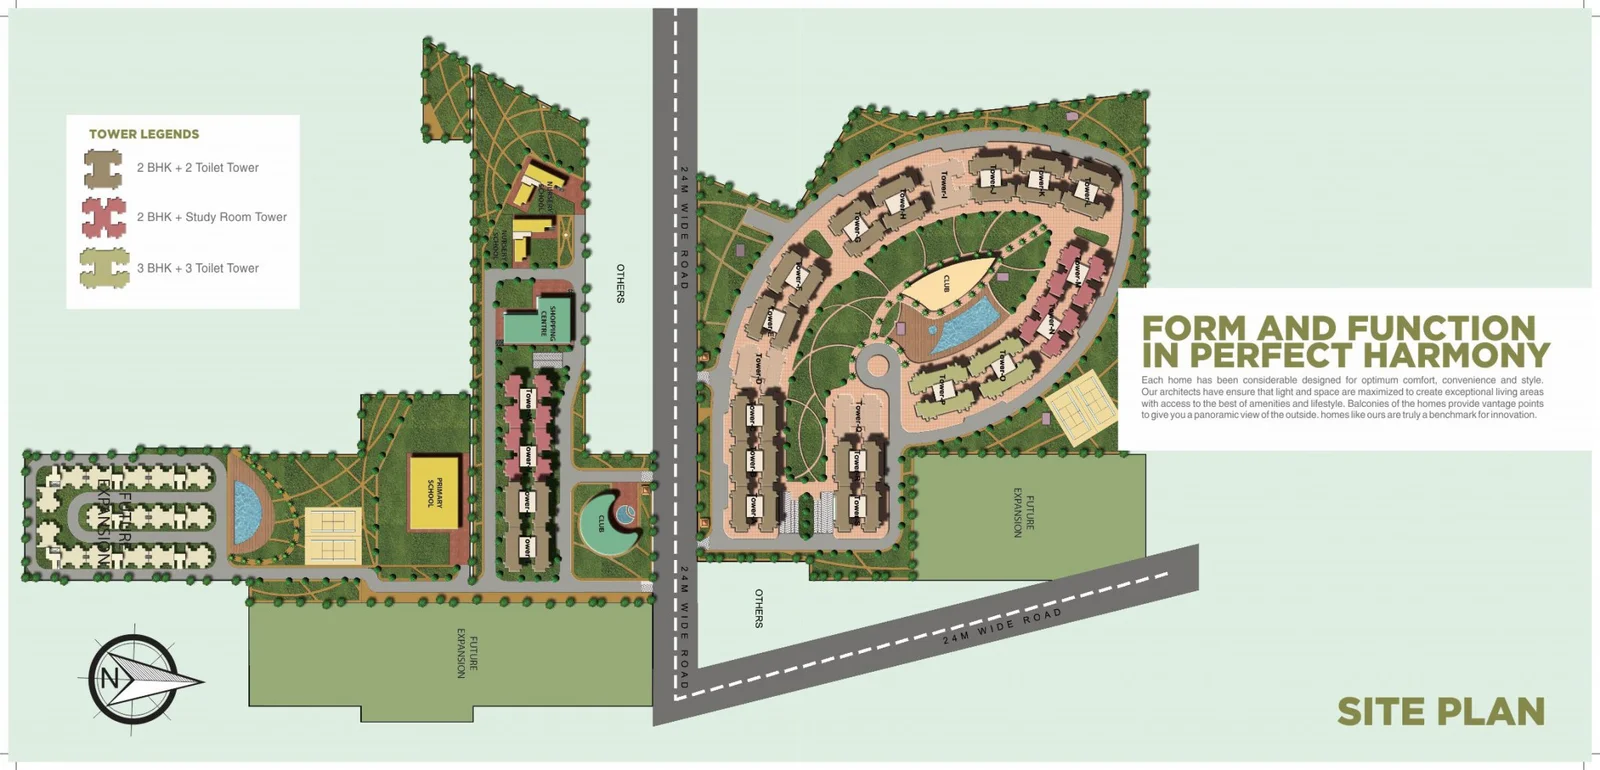 TOWER LEGENDS
2 BHK + 2 Toilet Tower
2 BHK + Study Room Tower
3 BHK + 3 Toilet Tower
NURSERY
SCHOOL
NURSERY
SCHOOL
SHOPPING
CENTRE
OTHERS
PRIMARY
SCHOOL
CLUB
FUTURE
EXPANSION
FUTURE
EXPANSION
N
24M WIDE ROAD
24M WIDE ROAD
24M WIDE ROAD
OTHERS
Tower-G
Tower-H
Tower-I
Tower-J
Tower-K
Tower-L
Tower-F
Tower-E
Tower-D
Tower-O
Tower-P
Tower-Q
CLUB
FUTURE
EXPANSION
FORM AND FUNCTION
IN PERFECT HARMONY
Each home has been considerable designed for optimum comfort, convenience and style.
Our architects have ensure that light and space are maximized to create exceptional living areas
with access to the best of amenities and lifestyle. Balconies of the homes provide vantage points
to give you a panoramic view of the outside. homes like ours are truly a benchmark for innovation.
SITE PLAN